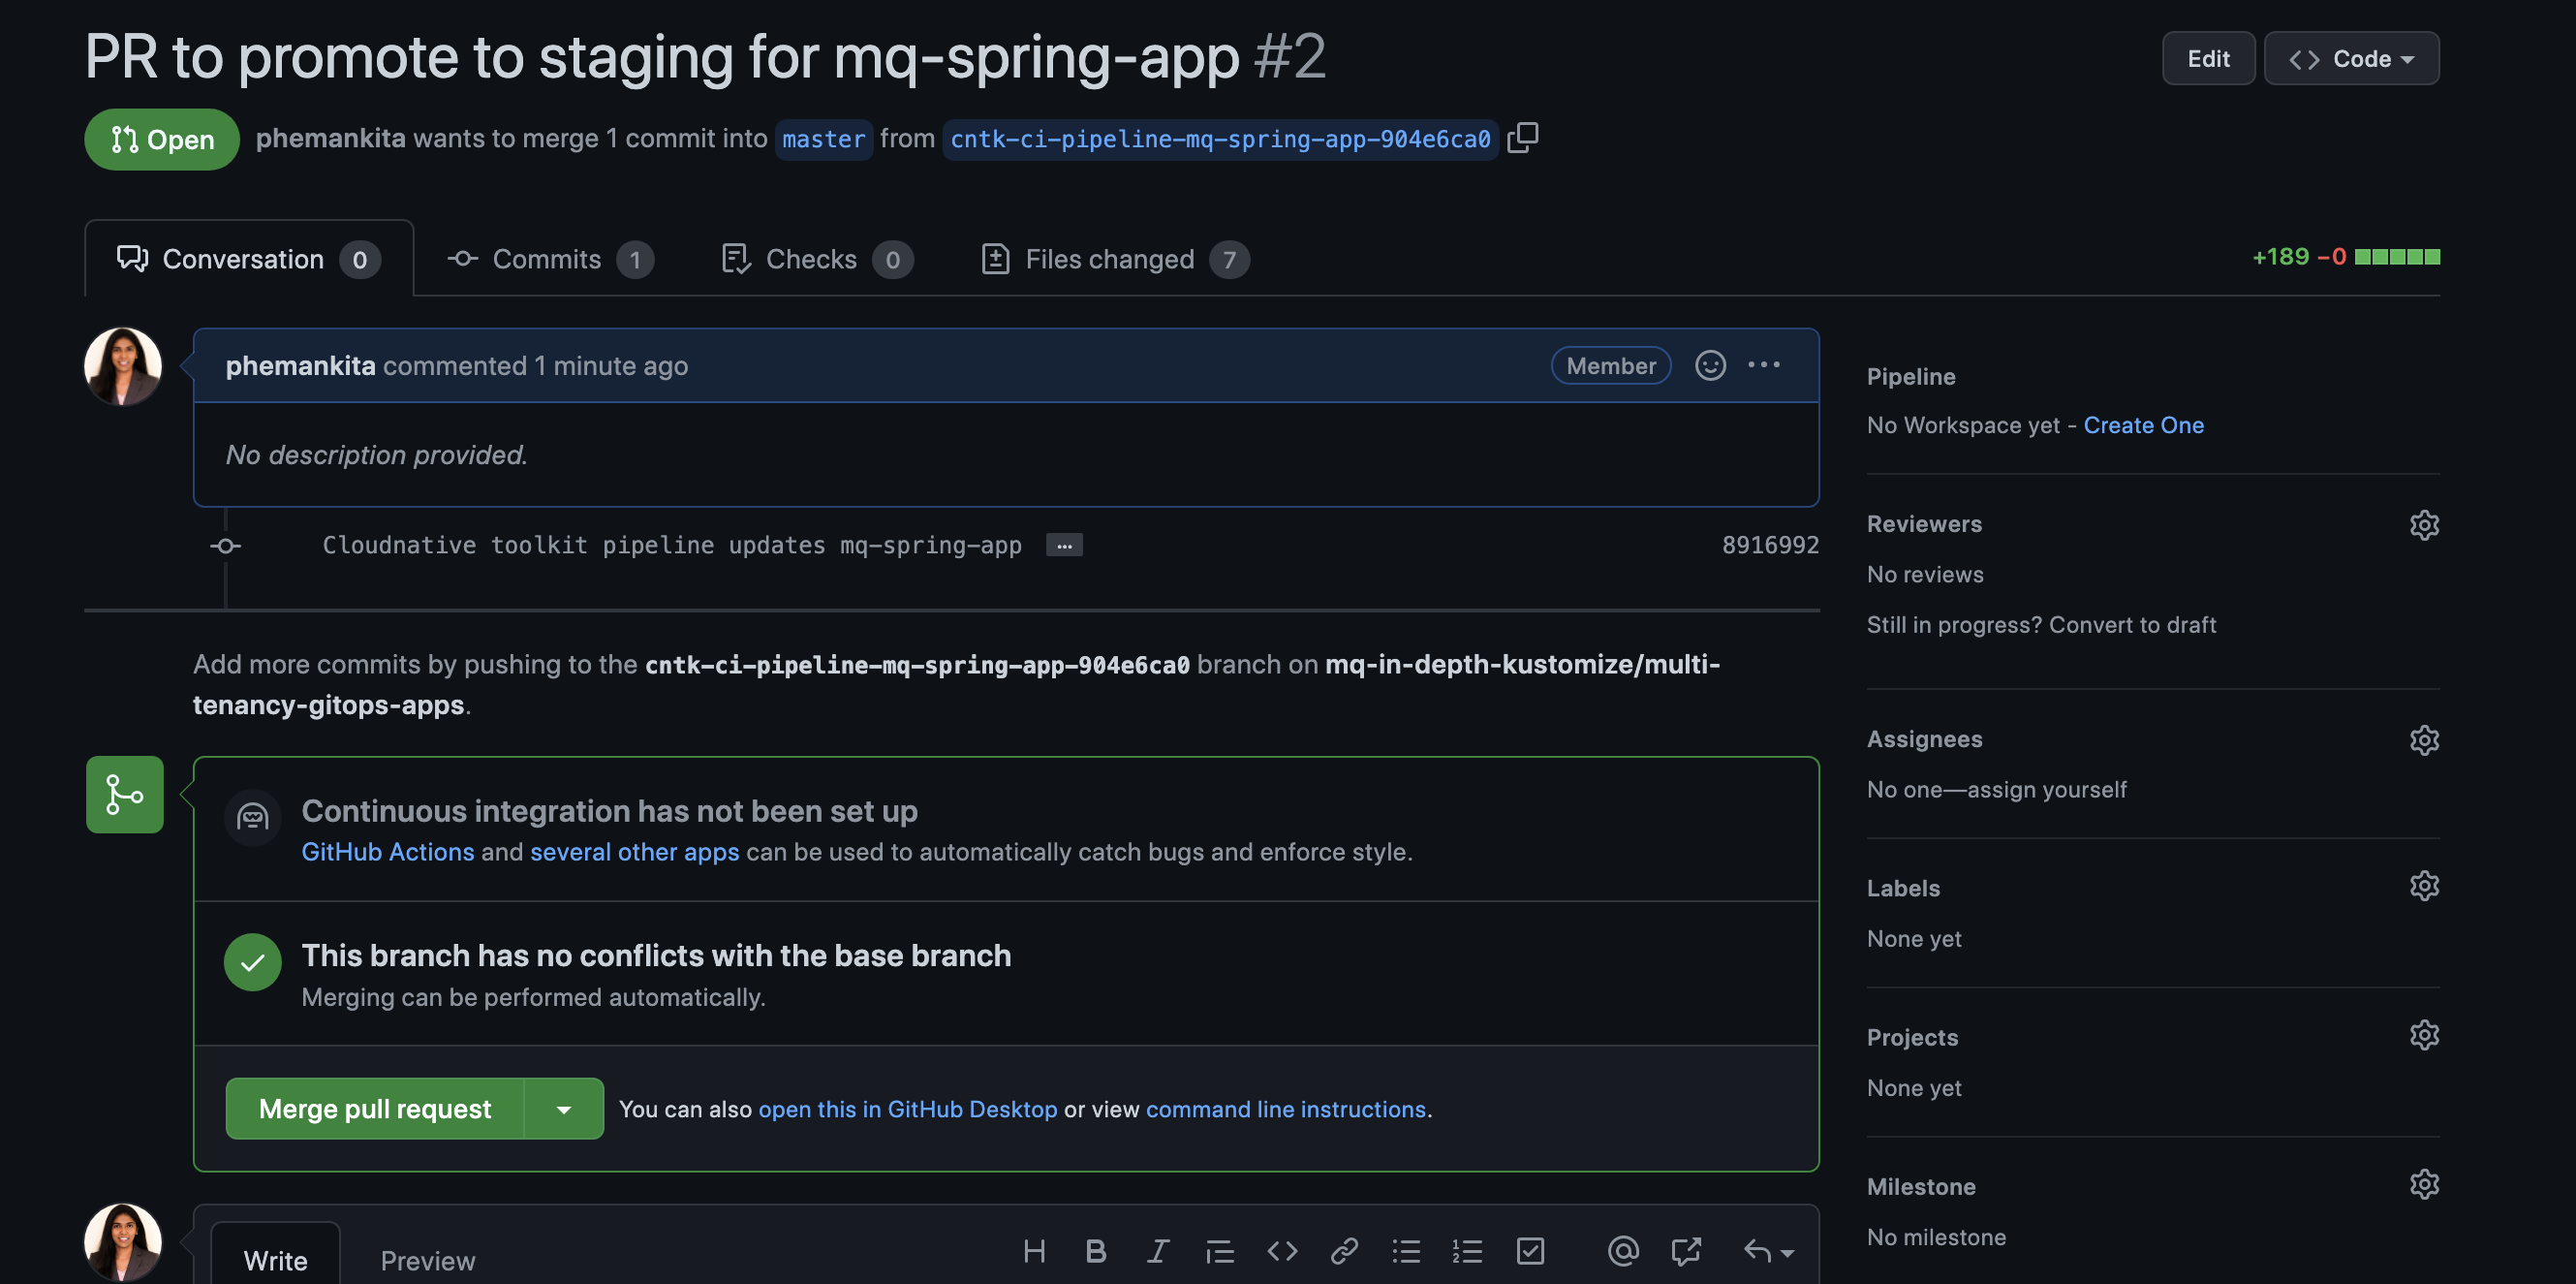 PR to promote to staging for mq-spring-app #2
Edit
Code
Open
phemankita wants to merge 1 commit into master from cntk-ci-pipeline-mq-spring-app-904e6ca0
Conversation 0
Commits 1
Checks 0
Files changed 7
+189 −0
phemankita commented 1 minute ago
Member
No description provided.
Cloudnative toolkit pipeline updates mq-spring-app
8916992
Add more commits by pushing to the cntk-ci-pipeline-mq-spring-app-904e6ca0 branch on mq-in-depth-kustomize/multi-
tenancy-gitops-apps.
Continuous integration has not been set up
GitHub Actions and several other apps can be used to automatically catch bugs and enforce style.
This branch has no conflicts with the base branch
Merging can be performed automatically.
Merge pull request
You can also open this in GitHub Desktop or view command line instructions.
Write
Preview
Pipeline
No Workspace yet - Create One
Reviewers
No reviews
Still in progress? Convert to draft
Assignees
No one—assign yourself
Labels
None yet
Projects
None yet
Milestone
No milestone